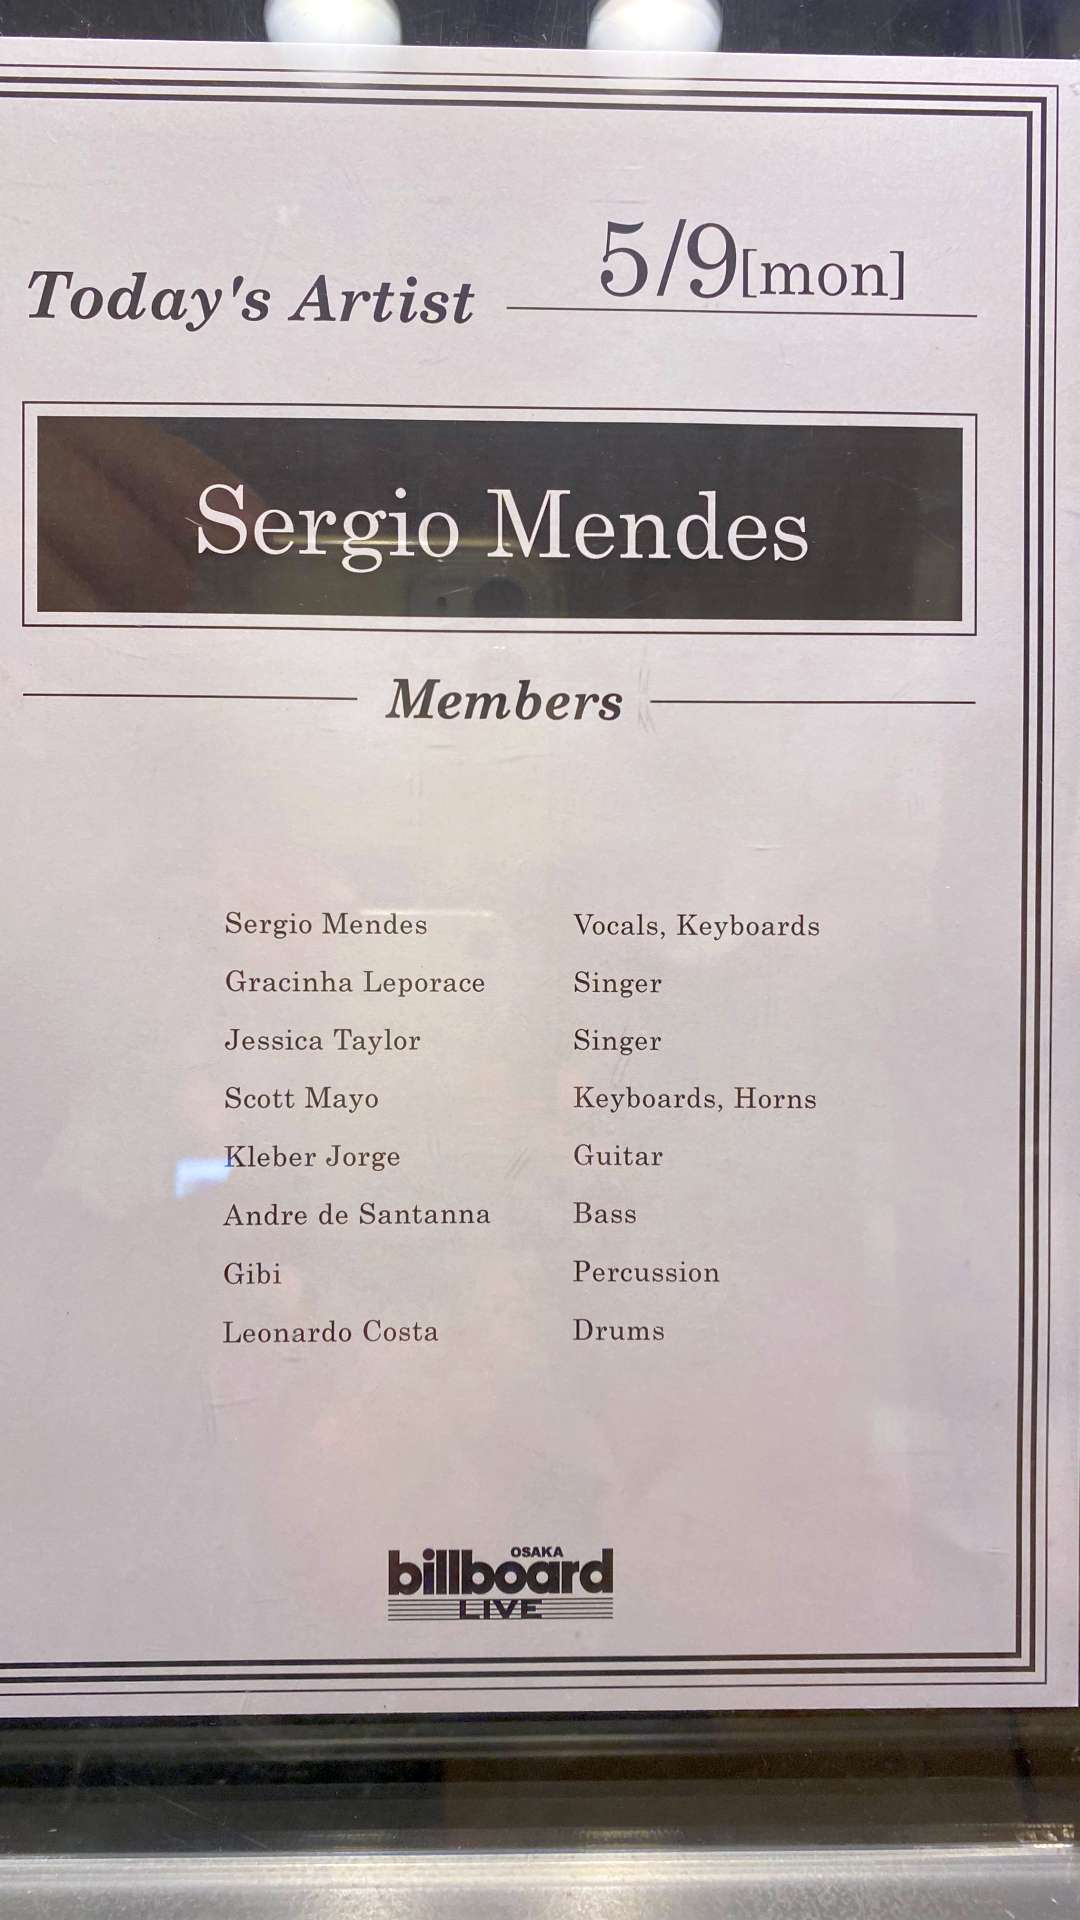 Today's Artist 5/9[mon]
Sergio Mendes
Members
Sergio Mendes Vocals, Keyboards
Gracinha Leporace Singer
Jessica Taylor Singer
Scott Mayo Keyboards, Horns
Kleber Jorge Guitar
Andre de Santanna Bass
Gibi Percussion
Leonardo Costa Drums
OSAKA
billboard
LIVE